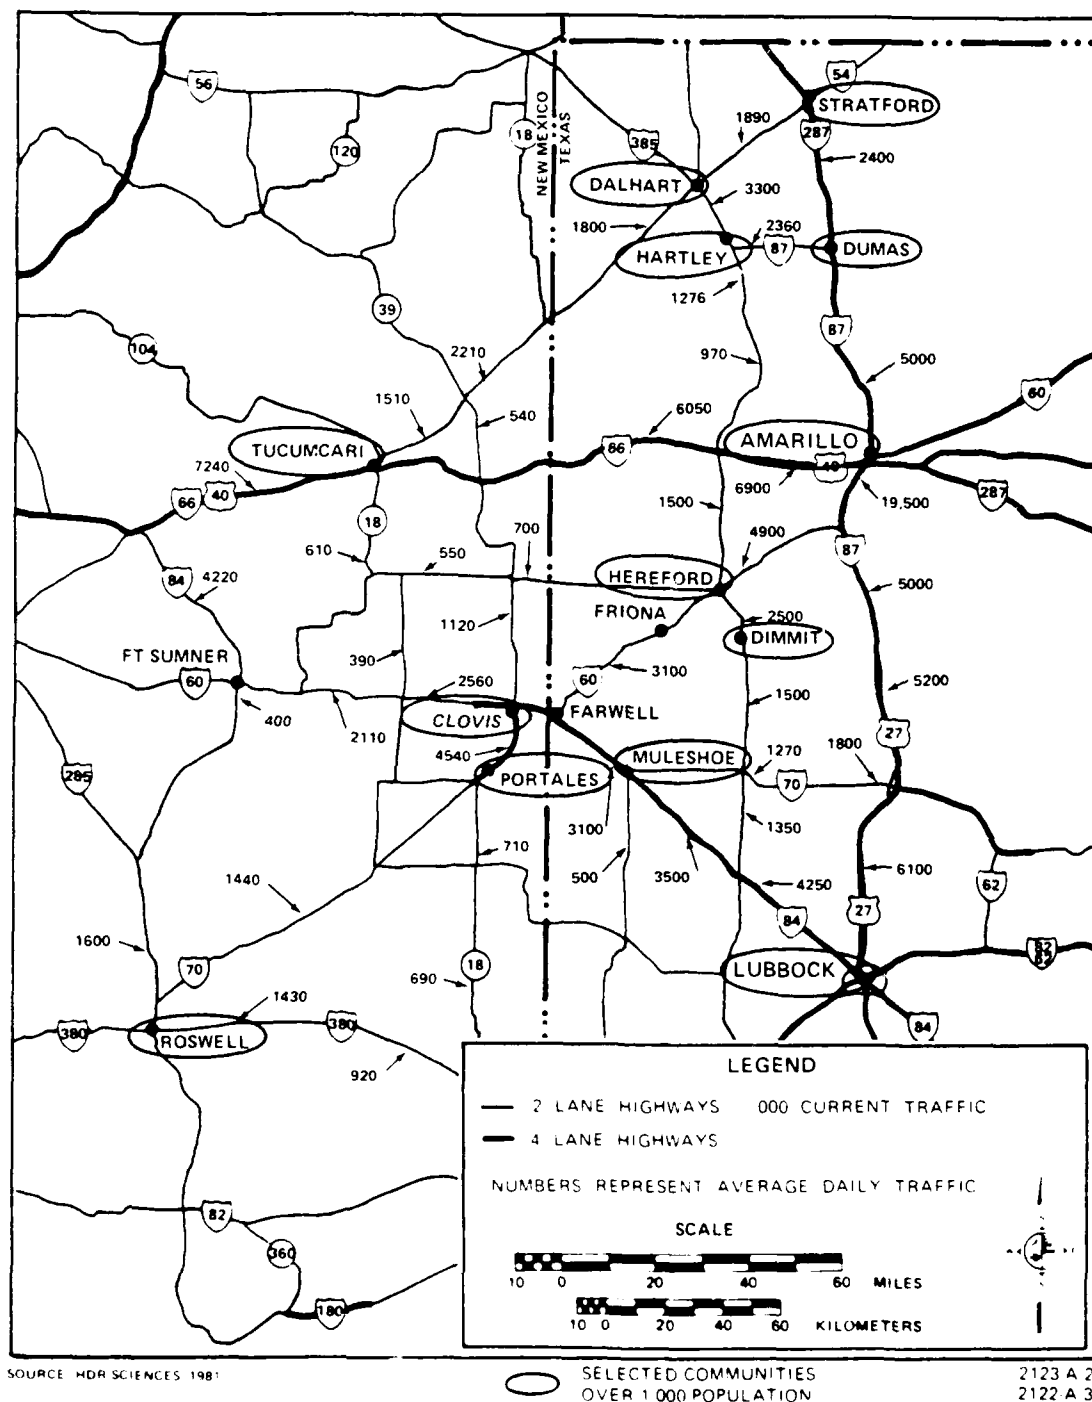 56
54
STRATFORD
120
18
NEW MEXICO
TEXAS
385
1890
287
2400
DALHART
3300
1800
2360
HARTLEY
87
DUMAS
1276
39
104
87
2210
970
5000
1510
540
6050
60
TUCUMCARI
AMARILLO
7240
66
40
66
6900
40
19,500
287
18
1500
4900
700
610
550
87
84
4220
HEREFORD
5000
FRIONA
2500
1120
DIMMIT
FT SUMNER
390
3100
60
60
2560
1500
5200
400
2110
CLOVIS
FARWELL
27
4540
MULESHOE
1270
1800
285
PORTALES
70
3100
1350
710
500
3500
6100
1440
4250
62
84
27
1600
18
70
690
LUBBOCK
1430
380
380
84
ROSWELL
920
LEGEND
2 LANE HIGHWAYS 000 CURRENT TRAFFIC
4 LANE HIGHWAYS
NUMBERS REPRESENT AVERAGE DAILY TRAFFIC
82
SCALE
360
10 0 20 40 60 MILES
180
10 0 20 40 60 KILOMETERS
SOURCE HDR SCIENCES 1981
SELECTED COMMUNITIES
OVER 1 000 POPULATION
2123 A 2
2122-A 3